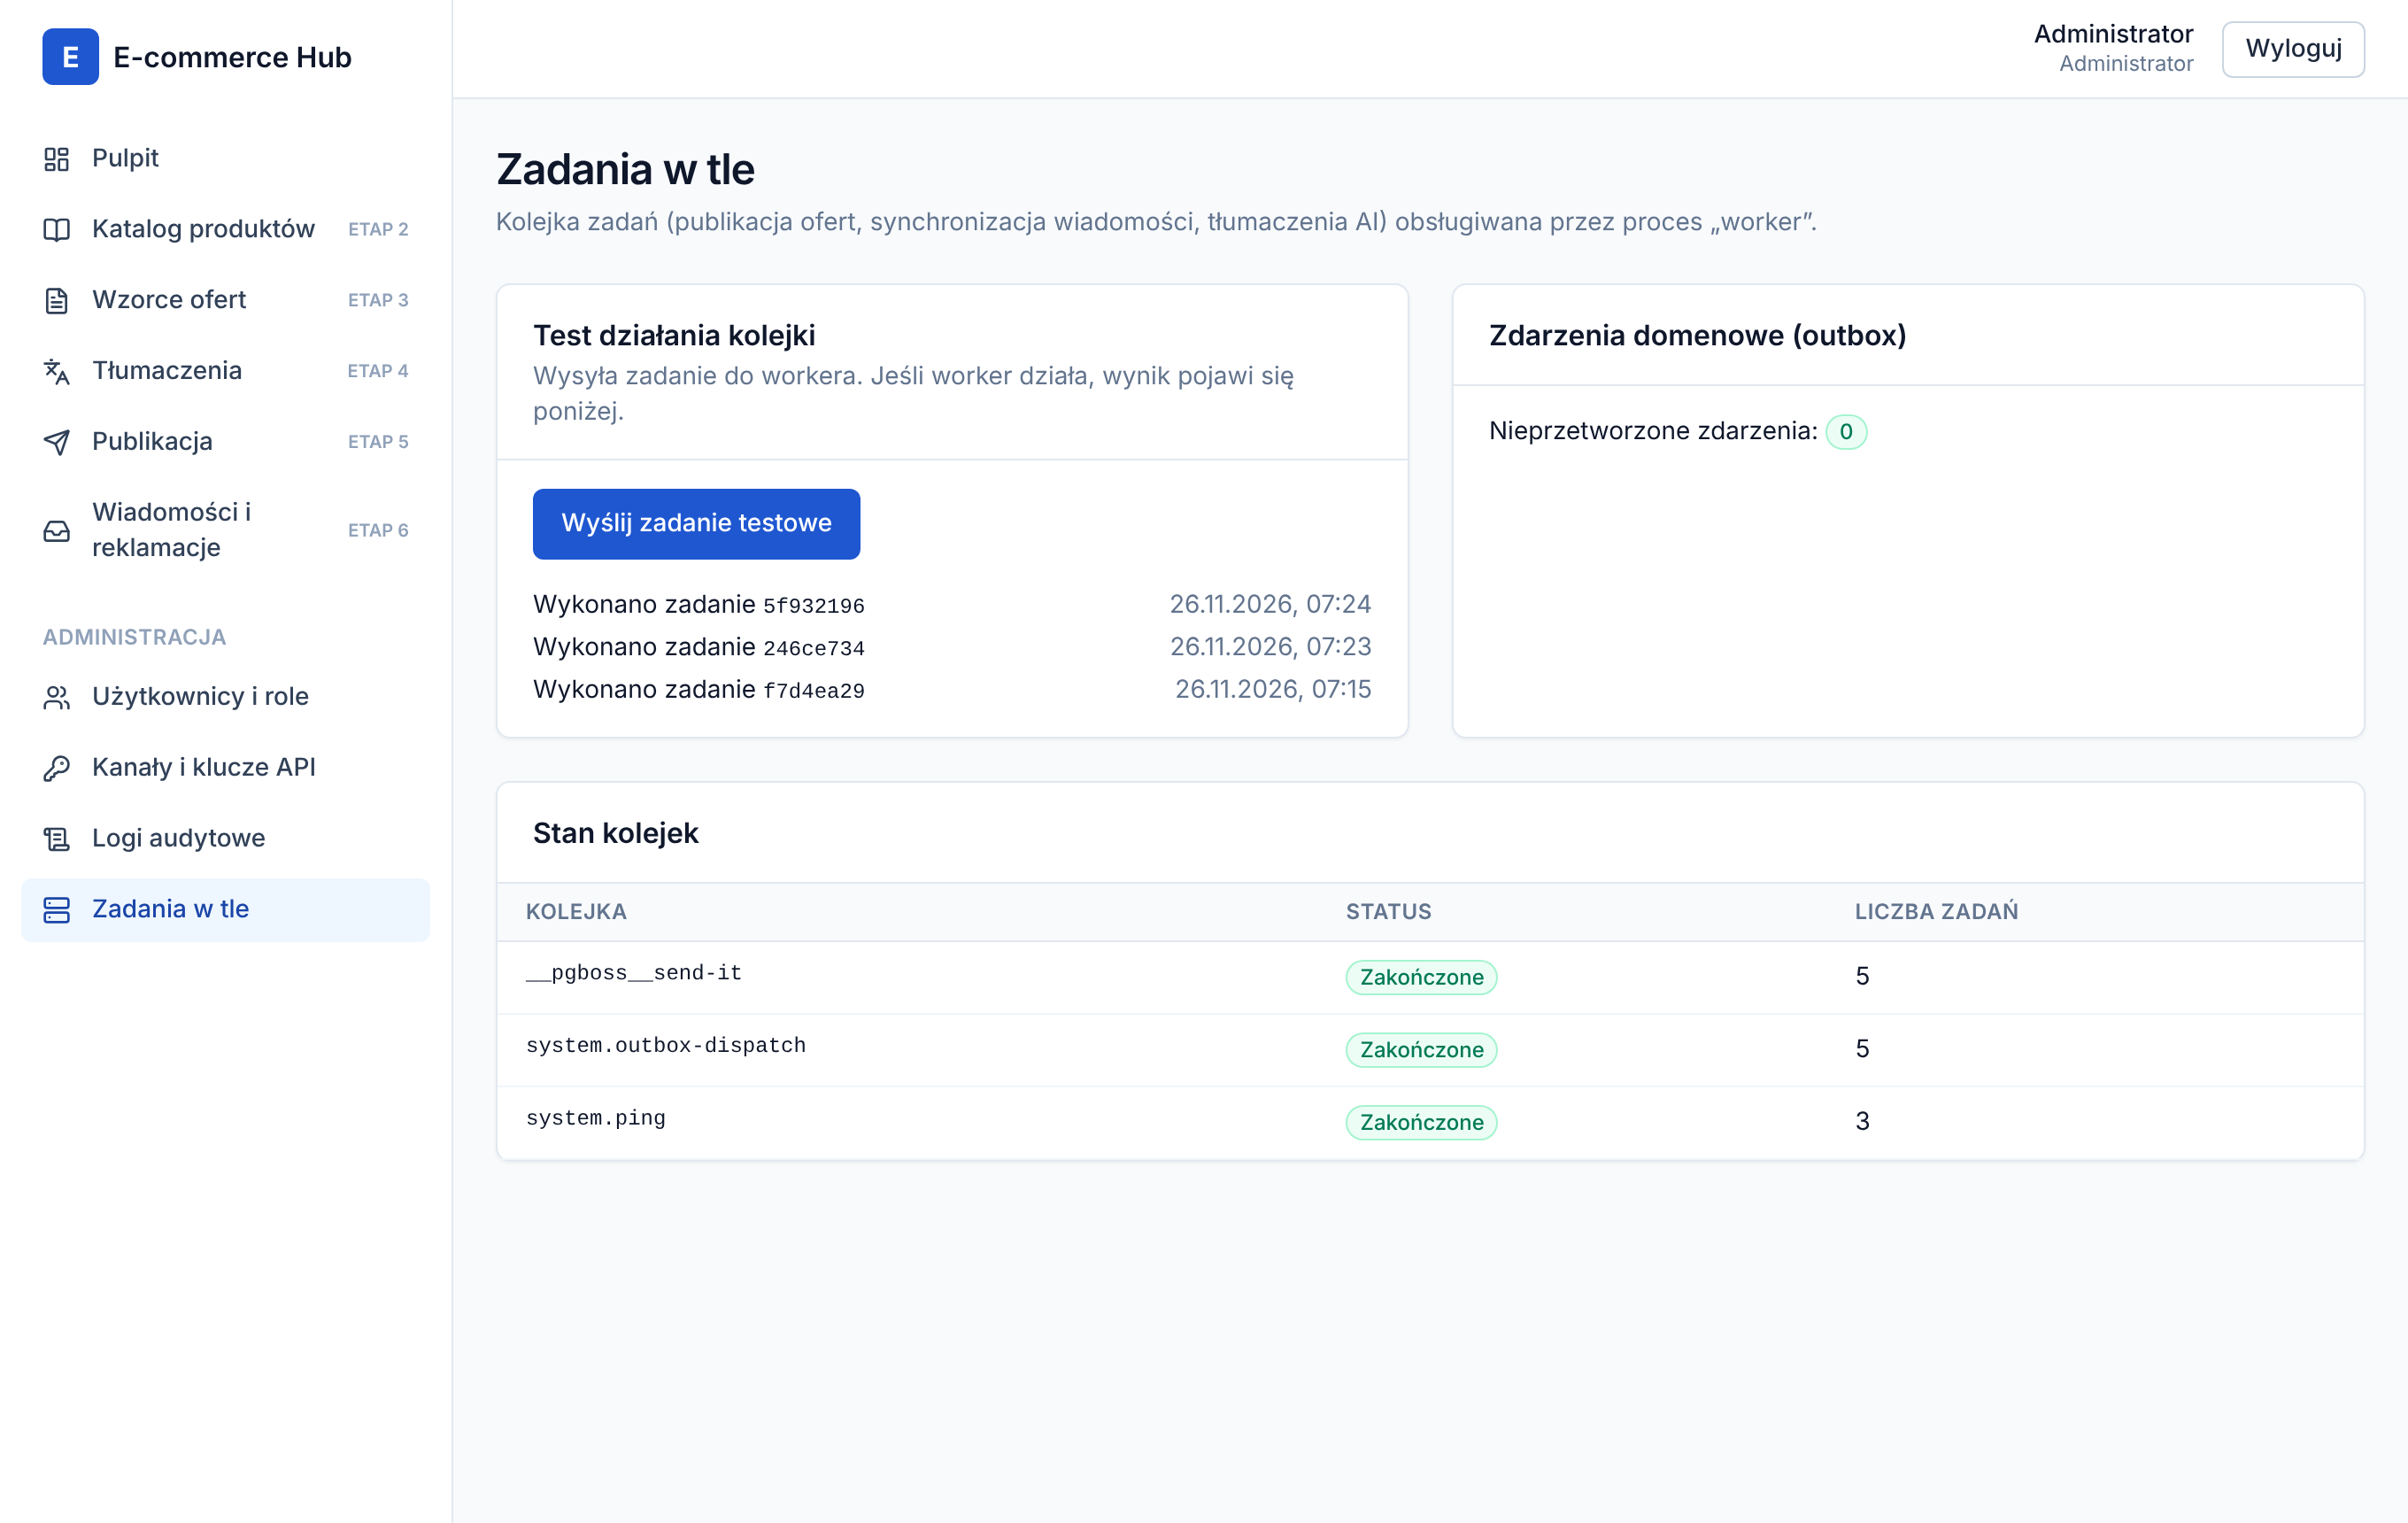 E
E-commerce Hub
Administrator
Administrator
Wyloguj
Pulpit
Katalog produktów ETAP 2
Wzorce ofert ETAP 3
Tłumaczenia ETAP 4
Publikacja ETAP 5
Wiadomości i
reklamacje
ETAP 6
ADMINISTRACJA
Użytkownicy i role
Kanały i klucze API
Logi audytowe
Zadania w tle
Zadania w tle
Kolejka zadań (publikacja ofert, synchronizacja wiadomości, tłumaczenia AI) obsługiwana przez proces „worker”.
Test działania kolejki
Wysyła zadanie do workera. Jeśli worker działa, wynik pojawi się
poniżej.
Wyślij zadanie testowe
Wykonano zadanie 5f932196 26.11.2026, 07:24
Wykonano zadanie 246ce734 26.11.2026, 07:23
Wykonano zadanie f7d4ea29 26.11.2026, 07:15
Zdarzenia domenowe (outbox)
Nieprzetworzone zdarzenia: 0
Stan kolejek
KOLEJKA STATUS LICZBA ZADAŃ
__pgboss__send-it Zakończone 5
system.outbox-dispatch Zakończone 5
system.ping Zakończone 3